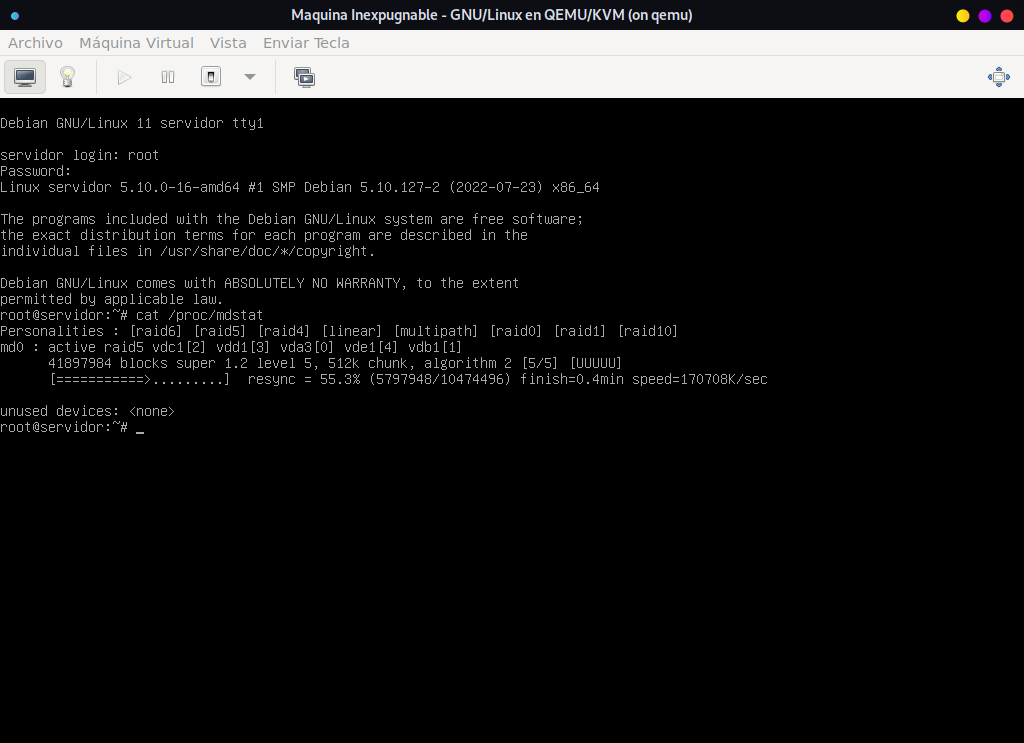 Maquina Inexpugnable - GNU/Linux en QEMU/KVM (on qemu)
Archivo Máquina Virtual Vista Enviar Tecla
Debian GNU/Linux 11 servidor tty1
servidor login: root
Password:
Linux servidor 5.10.0-16-amd64 #1 SMP Debian 5.10.127-2 (2022-07-23) x86_64
The programs included with the Debian GNU/Linux system are free software;
the exact distribution terms for each program are described in the
individual files in /usr/share/doc/*/copyright.
Debian GNU/Linux comes with ABSOLUTELY NO WARRANTY, to the extent
permitted by applicable law.
root@servidor:~# cat /proc/mdstat
Personalities : [raid6] [raid5] [raid4] [linear] [multipath] [raid0] [raid1] [raid10]
md0 : active raid5 vdc1[2] vdd1[3] vda3[0] vde1[4] vdb1[1]
      41897984 blocks super 1.2 level 5, 512k chunk, algorithm 2 [5/5] [UUUUU]
      [===========>.........]  resync = 55.3% (5797948/10474496) finish=0.4min speed=170708K/sec
unused devices: <none>
root@servidor:~# _